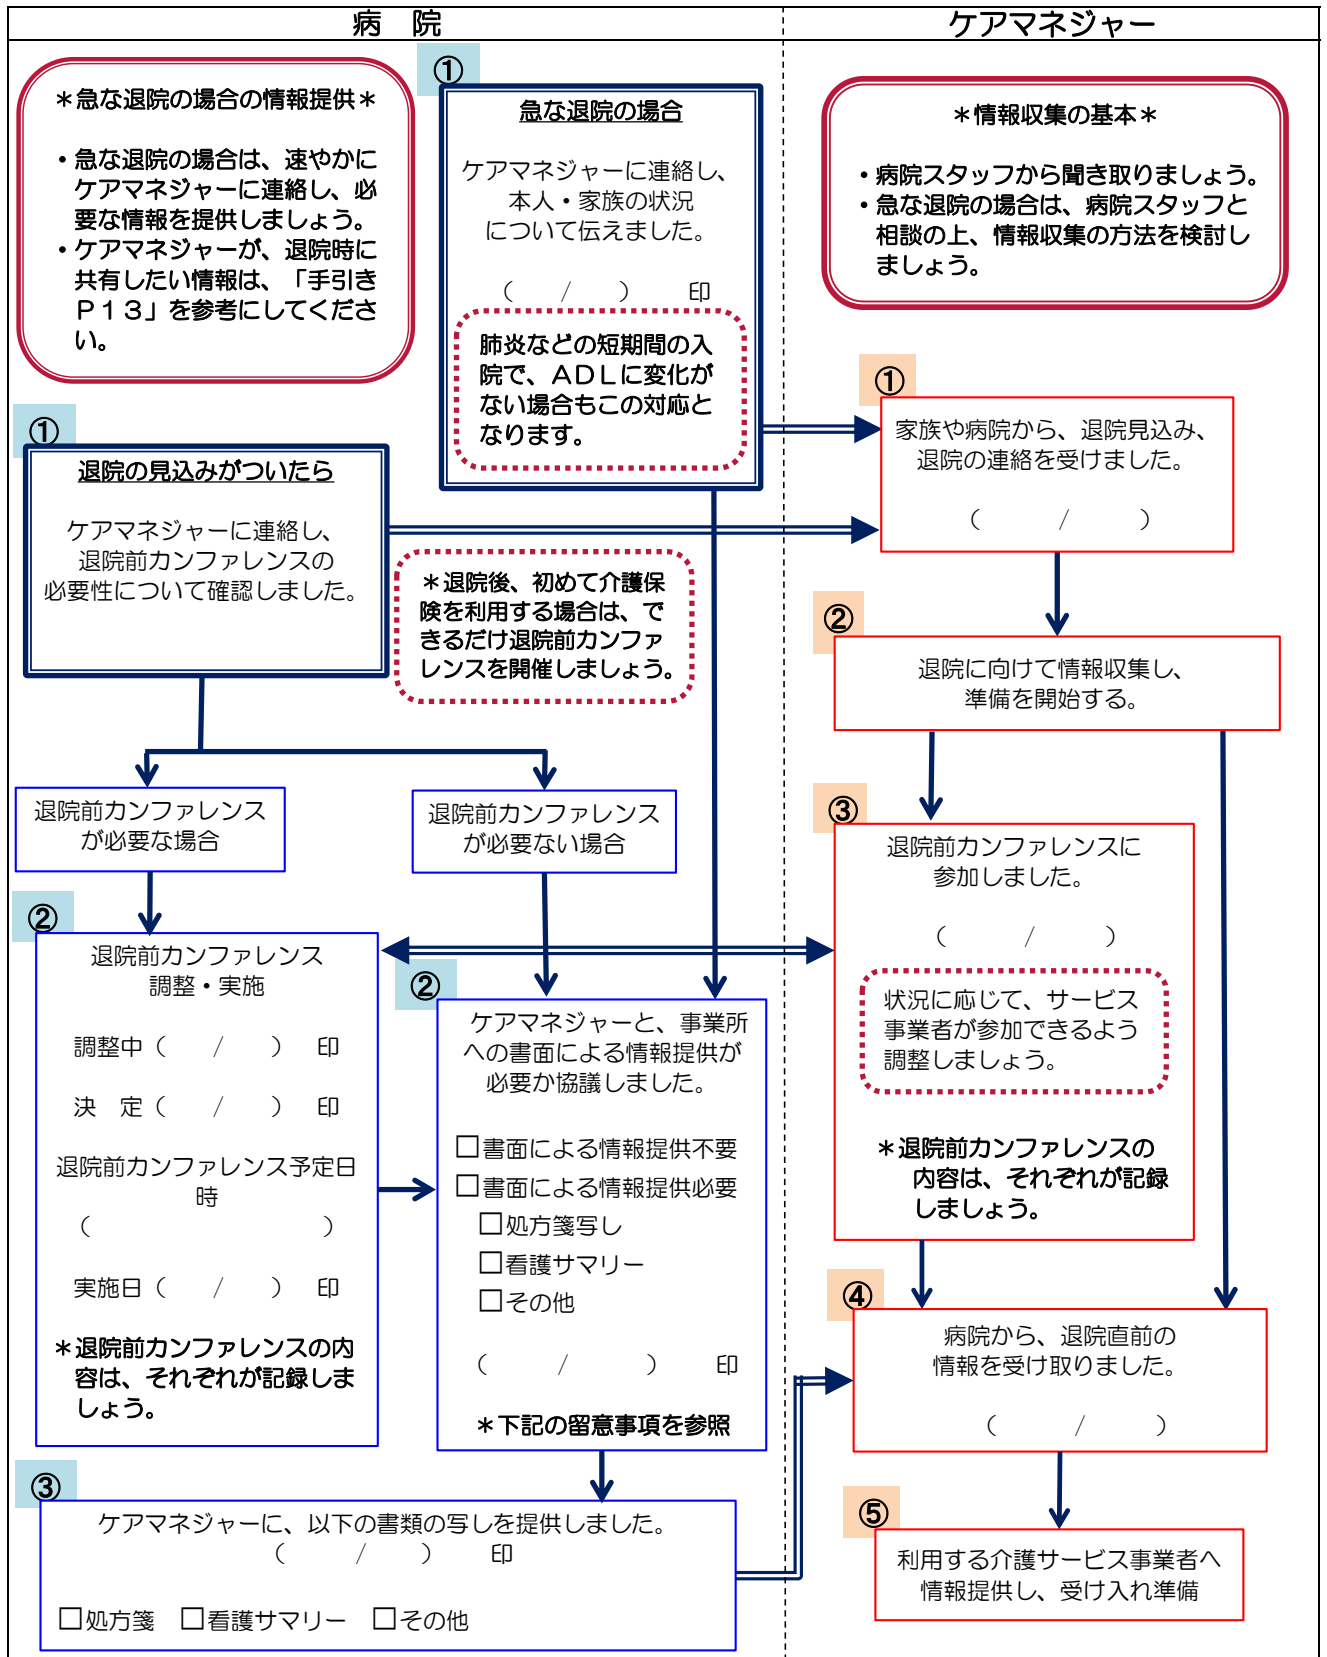 病　院
ケアマネジャー
＊急な退院の場合の情報提供＊
・急な退院の場合は、速やかに
ケアマネジャーに連絡し、必
要な情報を提供しましょう。
・ケアマネジャーが、退院時に
共有したい情報は、「手引き
Ｐ１３」を参考にしてくださ
い。
①
急な退院の場合
ケアマネジャーに連絡し、
本人・家族の状況
について伝えました。
（　／　）　印
肺炎などの短期間の入
院で、ＡＤＬに変化が
ない場合もこの対応と
なります。
＊情報収集の基本＊
・病院スタッフから聞き取りましょう。
・急な退院の場合は、病院スタッフと
相談の上、情報収集の方法を検討し
ましょう。
①
退院の見込みがついたら
ケアマネジャーに連絡し、
退院前カンファレンスの
必要性について確認しました。
＊退院後、初めて介護保
険を利用する場合は、で
きるだけ退院前カンファ
レンスを開催しましょう。
①
家族や病院から、退院見込み、
退院の連絡を受けました。
（　　／　　）
②
退院に向けて情報収集し、
準備を開始する。
退院前カンファレンス
が必要な場合
退院前カンファレンス
が必要ない場合
③
退院前カンファレンスに
参加しました。
（　　／　　）
状況に応じて、サービス
事業者が参加できるよう
調整しましょう。
＊退院前カンファレンスの
内容は、それぞれが記録
しましょう。
②
退院前カンファレンス
調整・実施
調整中（　／　）　印
決　定（　／　）　印
退院前カンファレンス予定日
時
（　　　　　　　　）
実施日（　／　）　印
＊退院前カンファレンスの内
容は、それぞれが記録しま
しょう。
②
ケアマネジャーと、事業所
への書面による情報提供が
必要か協議しました。
□書面による情報提供不要
□書面による情報提供必要
□処方箋写し
□看護サマリー
□その他
（　　／　　）　印
＊下記の留意事項を参照
④
病院から、退院直前の
情報を受け取りました。
（　　／　　）
③
ケアマネジャーに、以下の書類の写しを提供しました。
（　　／　）　印
□処方箋　□看護サマリー　□その他
⑤
利用する介護サービス事業者へ
情報提供し、受け入れ準備